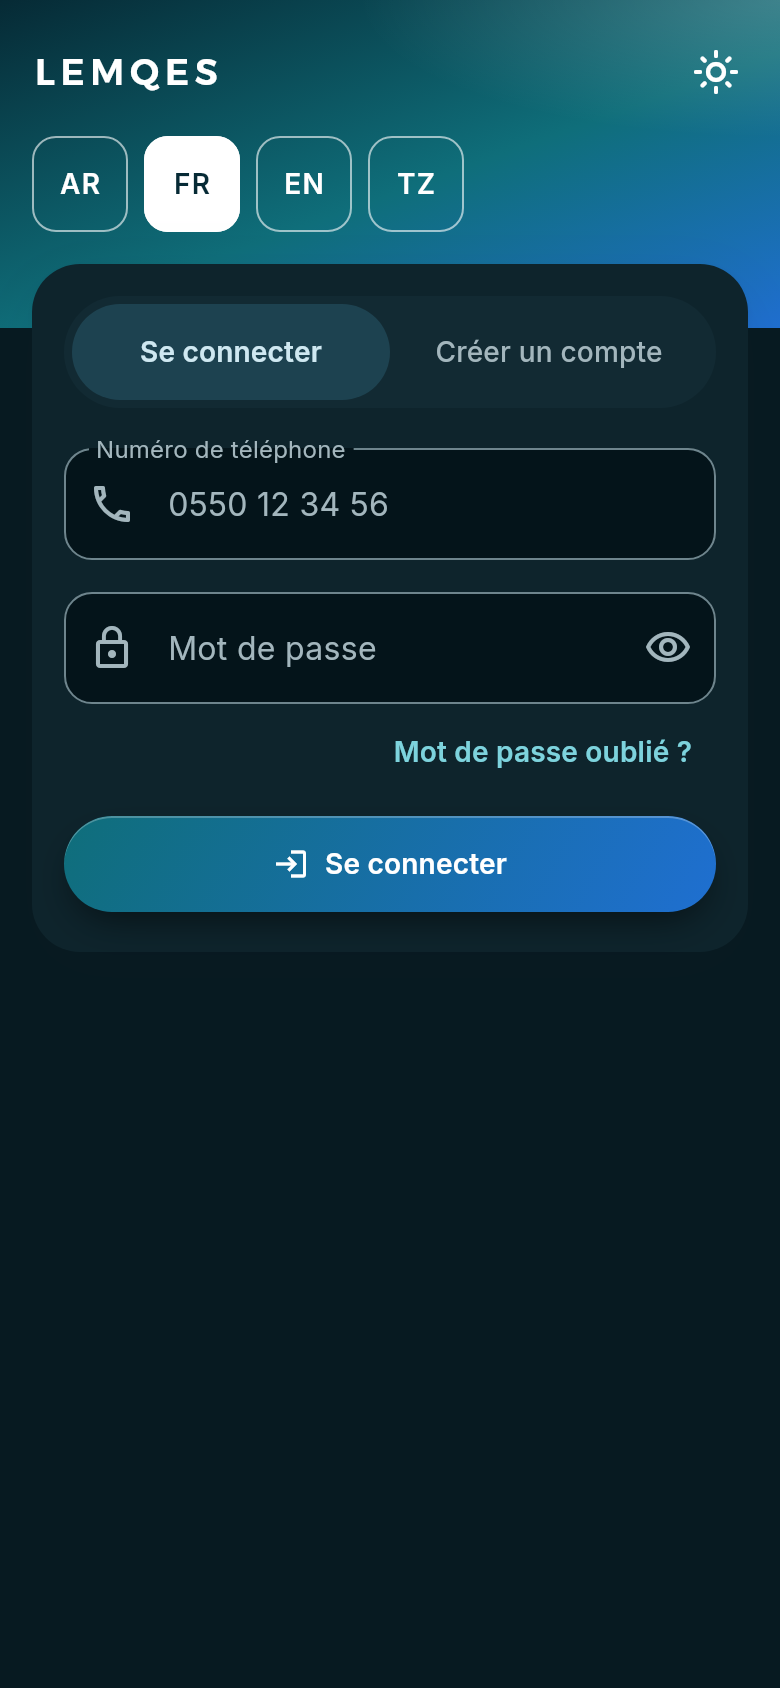 LEMQES
AR FR EN TZ
Se connecter Créer un compte
Numéro de téléphone
0550 12 34 56
Mot de passe
Mot de passe oublié ?
Se connecter